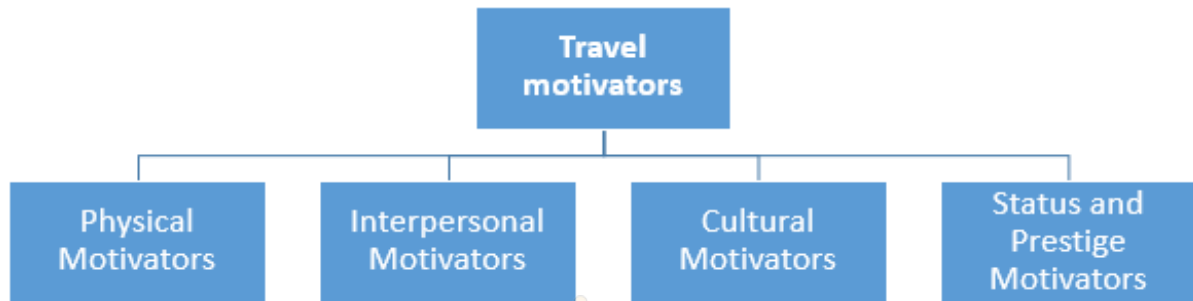 Travel
motivators
Physical
Motivators
Interpersonal
Motivators
Cultural
Motivators
Status and
Prestige
Motivators